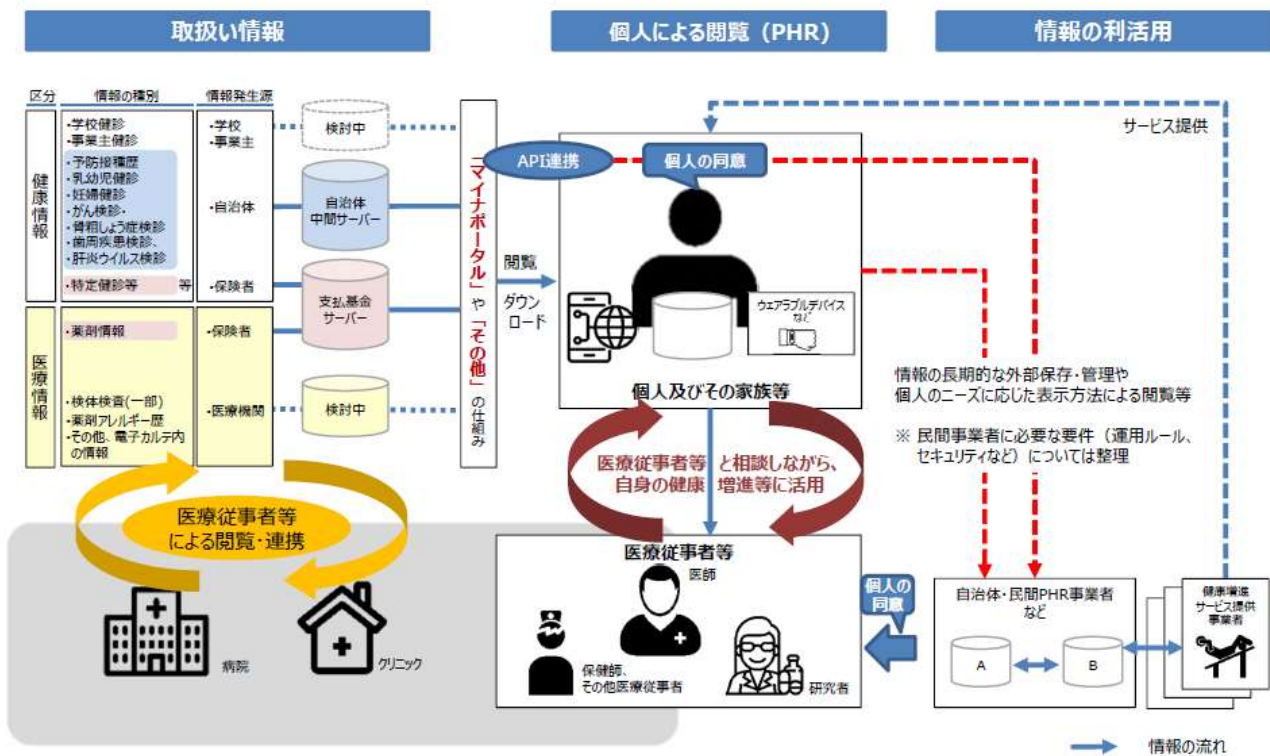 取扱い情報
個人による閲覧（PHR）
情報の利活用
区分
情報の種別
情報発生源
健康情報
・学校健診
・事業主健診
・学校
・事業主
検討中
・予防接種歴
・乳幼児健診
・妊婦健診
・がん検診・
・骨粗しょう症検診
・歯周疾患検診、
・肝炎ウイルス検診
・自治体
自治体
中間サーバー
・特定健診等
等
・保険者
支払基金
サーバー
医療情報
・薬剤情報
・保険者
・検体検査(一部)
・薬剤アレルギー歴
・その他、電子カルテ内
の情報
・医療機関
検討中
「マイナポータル」や「その他」の仕組み
閲覧
ダウン
ロード
API連携
個人の同意
ウェアラブルデバイス
など
個人及びその家族等
サービス提供
情報の長期的な外部保存・管理や
個人のニーズに応じた表示方法による閲覧等
※ 民間事業者に必要な要件（運用ルール、
セキュリティなど）については整理
医療従事者等 と相談しながら、
自身の健康 増進等に活用
医療従事者等
による閲覧・連携
病院
クリニック
医療従事者等
医師
保健師、
その他医療従事者
研究者
個人の
同意
自治体・民間PHR事業者
など
A
B
健康増進
サービス提供
事業者
情報の流れ